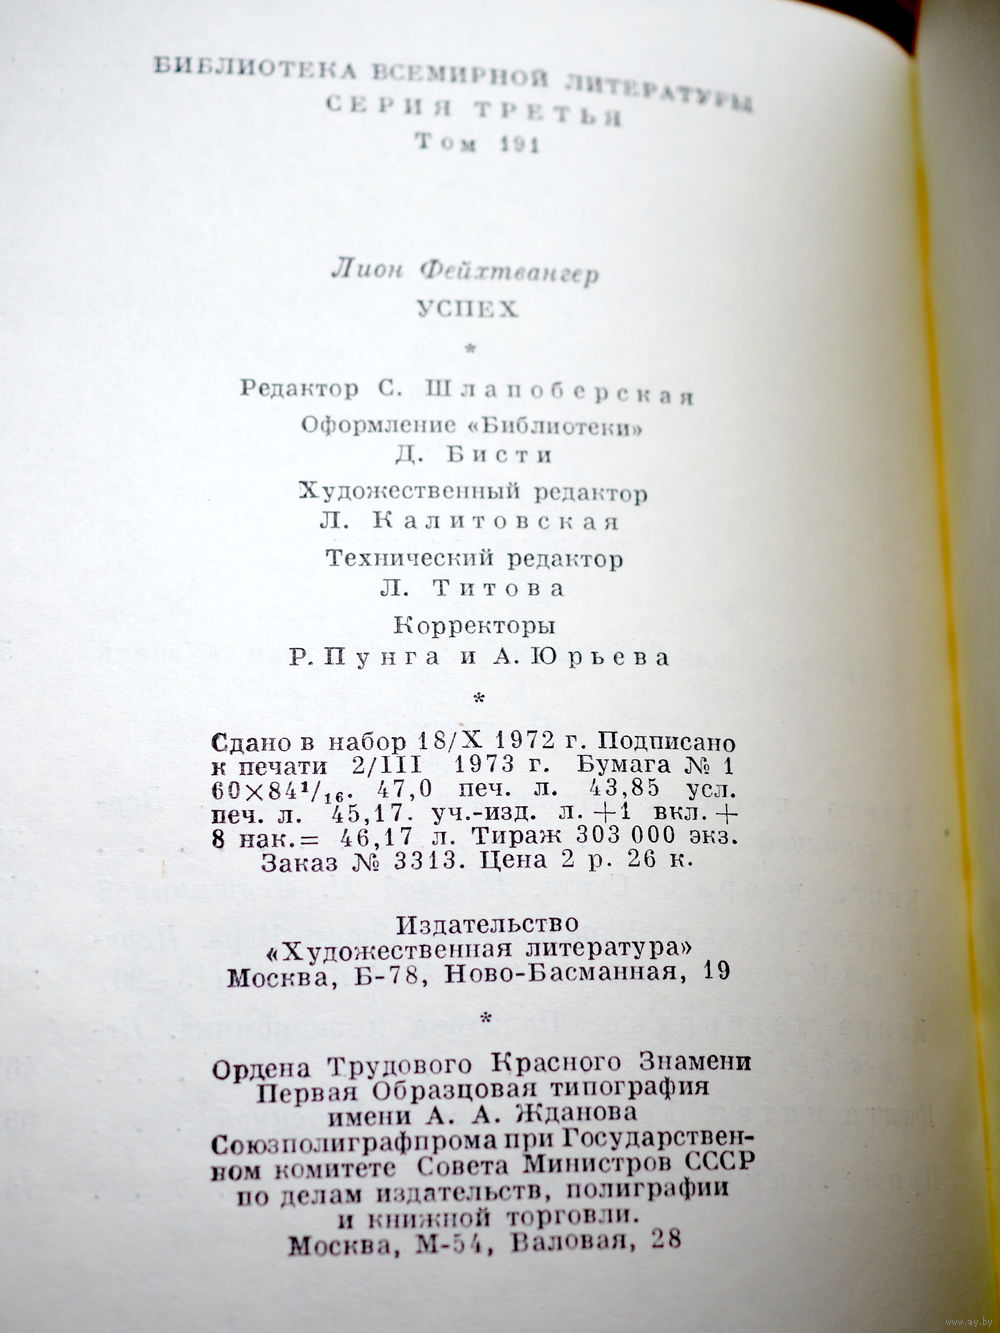 БИБЛИОТЕКА ВСЕМИРНОЙ ЛИТЕРАТУРЫ
СЕРИЯ ТРЕТЬЯ
Том 191
Лион Фейхтвангер
УСПЕХ
*
Редактор С. Шлапоберская
Оформление «Библиотеки»
Д. Бисти
Художественный редактор
Л. Калитовская
Технический редактор
Л. Титова
Корректоры
Р. Пунга и А. Юрьева
*
Сдано в набор 18/X 1972 г. Подписано
к печати 2/III 1973 г. Бумага № 1
60×84¹/₁₆. 47,0 печ. л. 43,85 усл.
печ. л. 45,17. уч.-изд. л. +1 вкл. +
8 нак. = 46,17 л. Тираж 303 000 экз.
Заказ № 3313. Цена 2 р. 26 к.
Издательство
«Художественная литература»
Москва, Б-78, Ново-Басманная, 19
*
Ордена Трудового Красного Знамени
Первая Образцовая типография
имени А. А. Жданова
Союзполиграфпрома при Государствен-
ном комитете Совета Министров СССР
по делам издательств, полиграфии
и книжной торговли.
Москва, М-54, Валовая, 28
www.ay.by